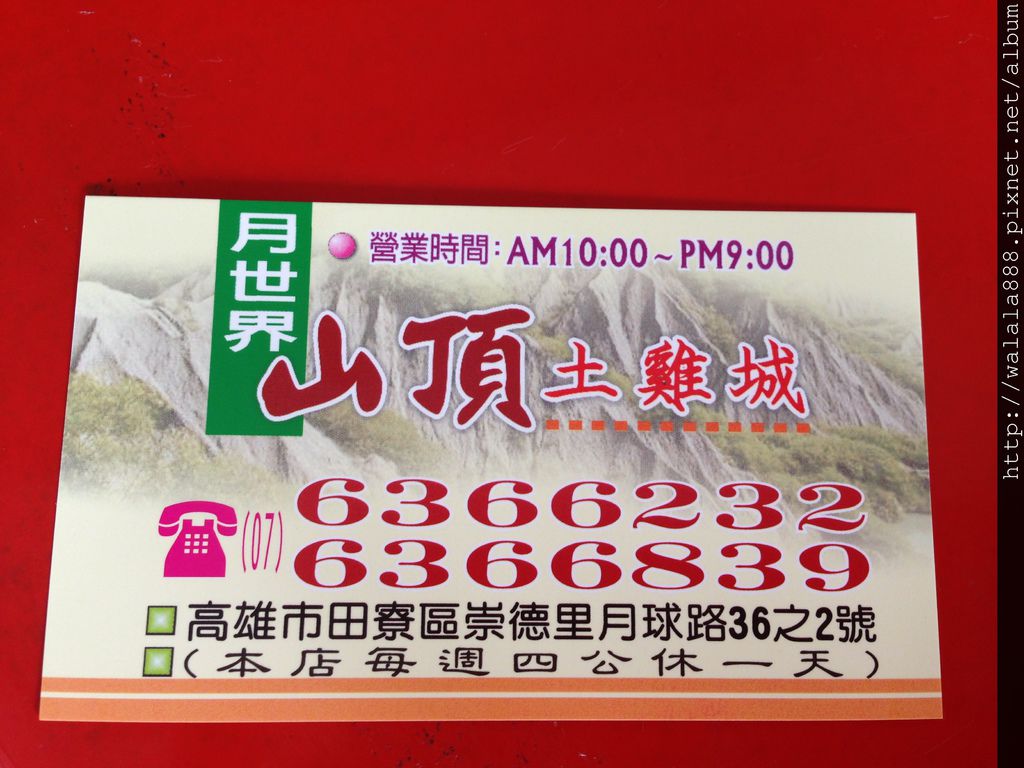 月世界
營業時間:AM10:00~PM9:00
山頂土雞城
(07)
6366232
6366839
高雄市田寮區崇德里月球路36之2號
(本店每週四公休一天)
http://walala888.pixnet.net/album